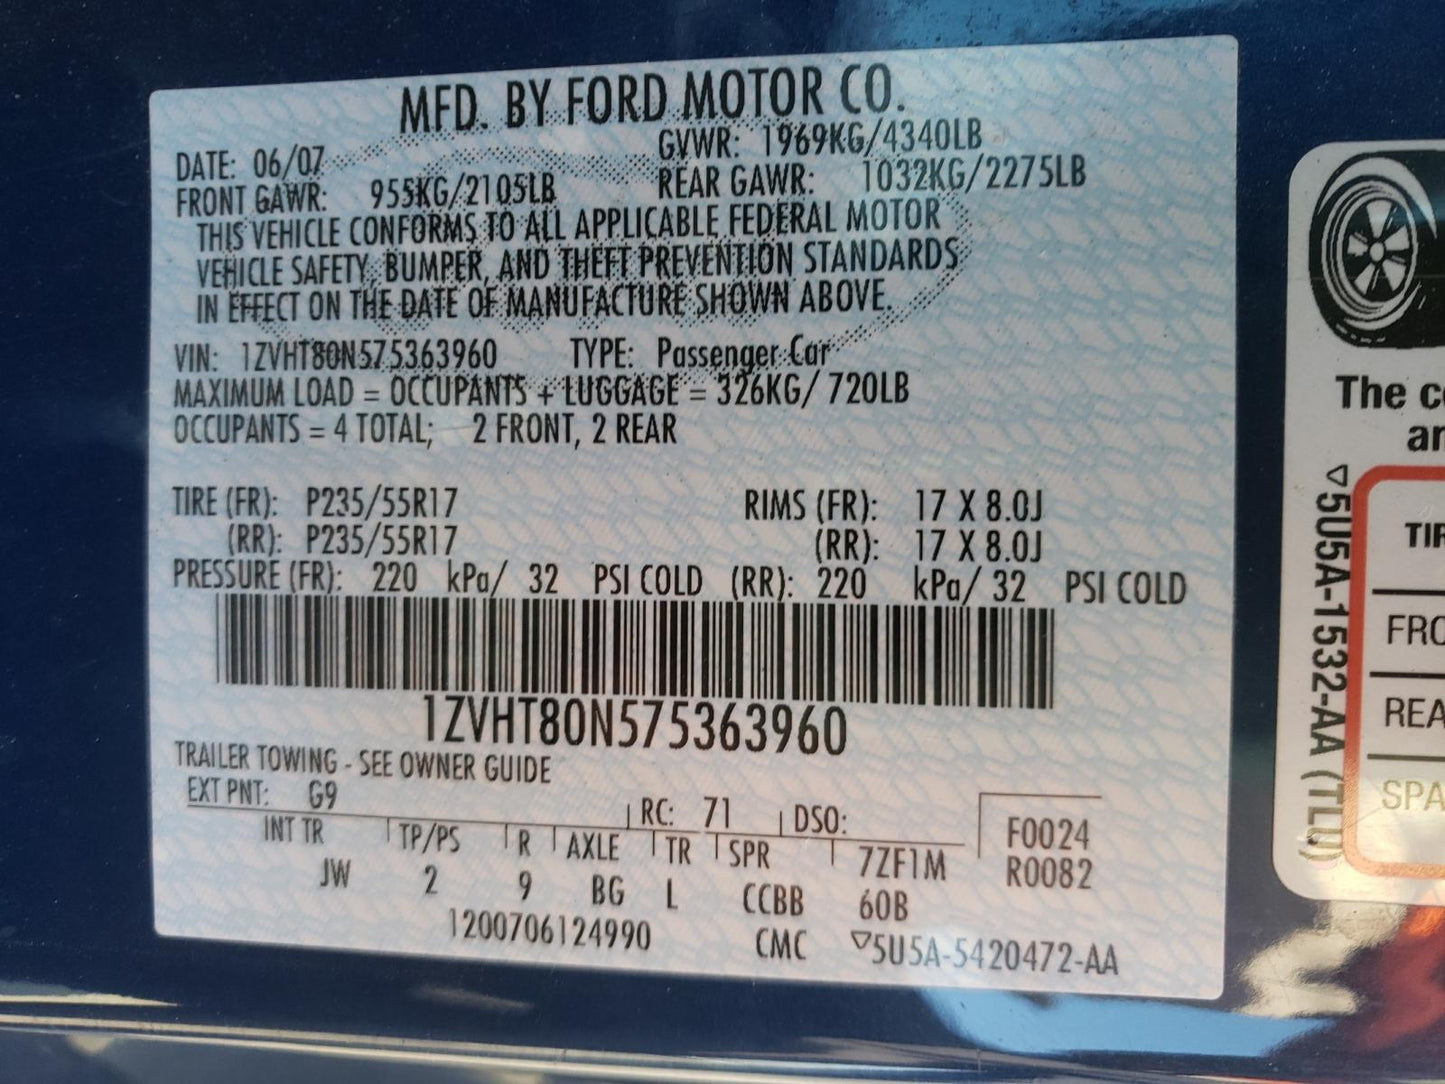 MFD. BY FORD MOTOR CO.
DATE: 06/07 GVWR: 1969KG/4340LB
FRONT GAWR: 955KG/2105LB REAR GAWR: 1032KG/2275LB
THIS VEHICLE CONFORMS TO ALL APPLICABLE FEDERAL MOTOR
VEHICLE SAFETY, BUMPER, AND THEFT PREVENTION STANDARDS
IN EFFECT ON THE DATE OF MANUFACTURE SHOWN ABOVE.
VIN: 1ZVHT80N575363960 TYPE: Passenger Car
MAXIMUM LOAD = OCCUPANTS + LUGGAGE = 326KG/ 720LB
OCCUPANTS = 4 TOTAL; 2 FRONT, 2 REAR
TIRE (FR): P235/55R17 RIMS (FR): 17 X 8.0J
(RR): P235/55R17 (RR): 17 X 8.0J
PRESSURE (FR): 220 kPa/ 32 PSI COLD (RR): 220 kPa/ 32 PSI COLD
1ZVHT80N575363960
TRAILER TOWING - SEE OWNER GUIDE
EXT PNT: G9 RC: 71 DSO: F0024
INT TR TP/PS R AXLE TR SPR 7ZF1M R0082
JW 2 9 BG L CCBB 60B
1200706124990 CMC ▽5U5A-5420472-AA
The c
an
▽5U5A-1532-AA (TLU)
TIR
FRO
REA
SPA